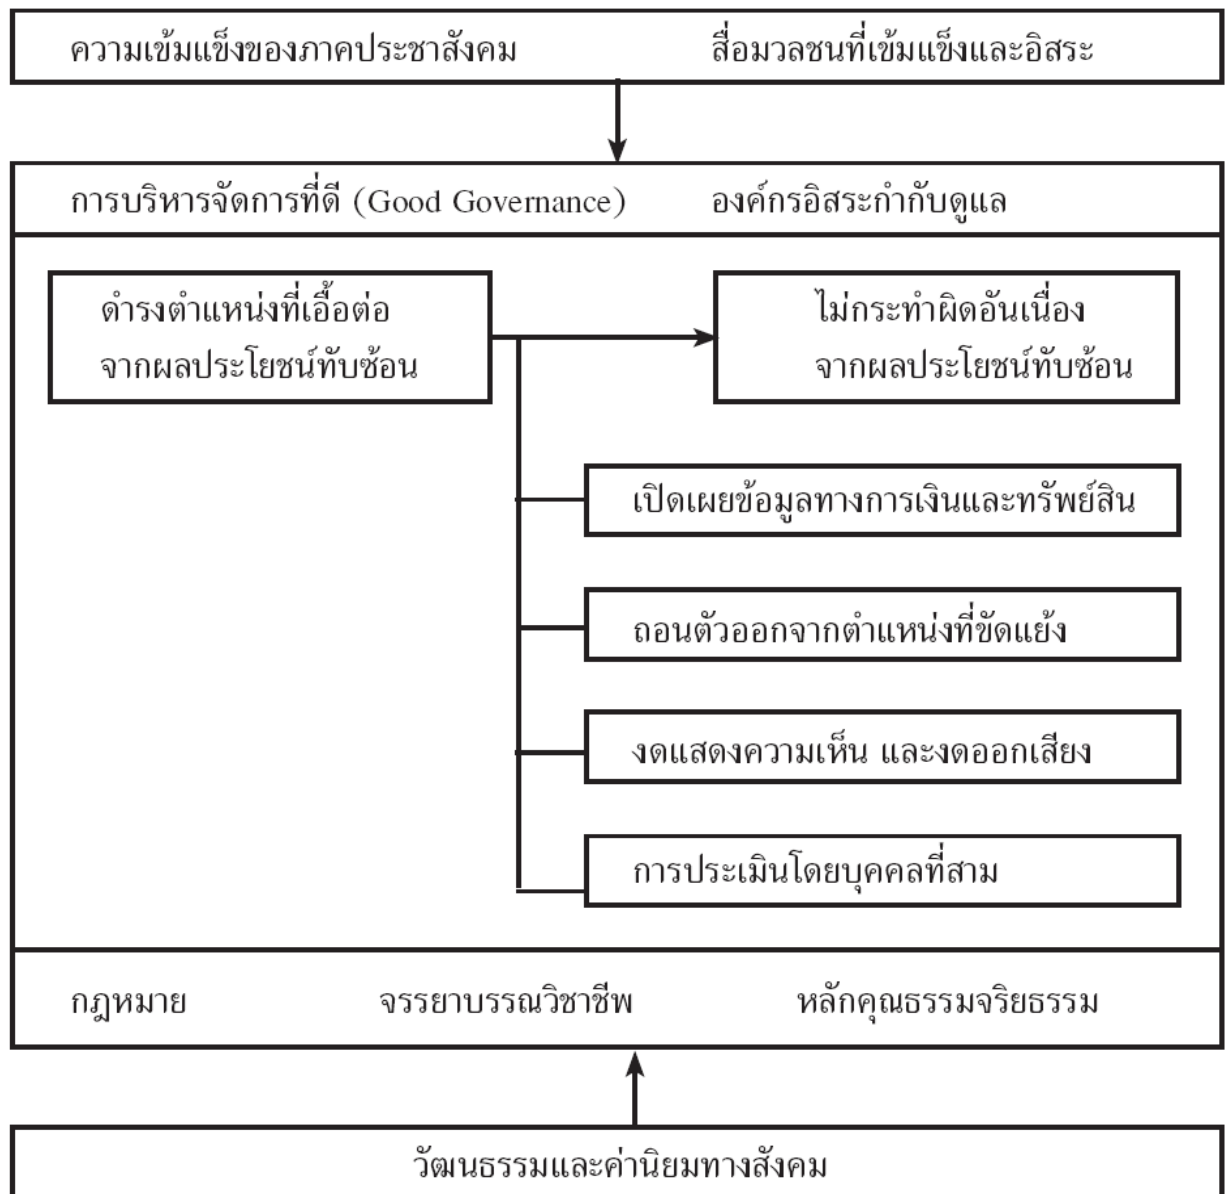 ความเข้มแข็งของภาคประชาสังคม สื่อมวลชนที่เข้มแข็งและอิสระ
การบริหารจัดการที่ดี (Good Governance) องค์กรอิสระกำกับดูแล
ดำรงตำแหน่งที่เอื้อต่อ
จากผลประโยชน์ทับซ้อน
ไม่กระทำผิดอันเนื่อง
จากผลประโยชน์ทับซ้อน
เปิดเผยข้อมูลทางการเงินและทรัพย์สิน
ถอนตัวออกจากตำแหน่งที่ขัดแย้ง
งดแสดงความเห็น และงดออกเสียง
การประเมินโดยบุคคลที่สาม
กฎหมาย จรรยาบรรณวิชาชีพ หลักคุณธรรมจริยธรรม
วัฒนธรรมและค่านิยมทางสังคม